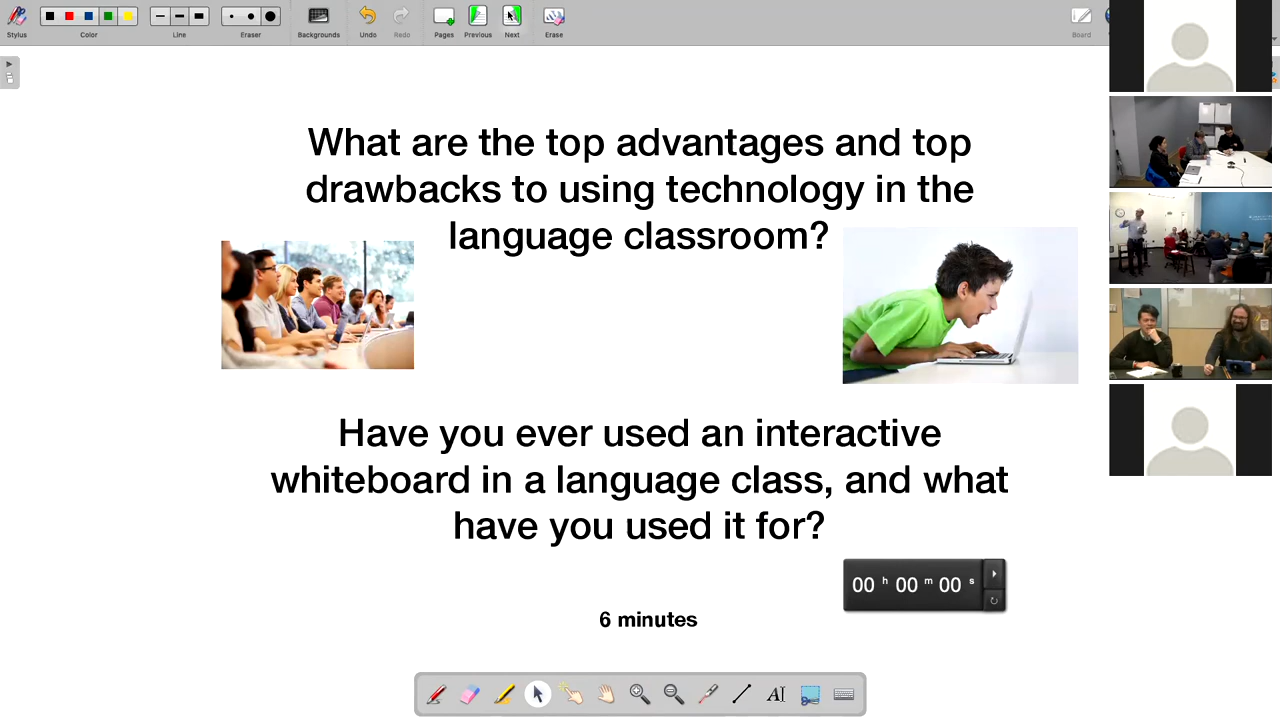 Stylus
Color
Line
Eraser
Backgrounds
Undo
Redo
Pages
Previous
Next
Erase
Board
What are the top advantages and top
drawbacks to using technology in the
language classroom?
Have you ever used an interactive
whiteboard in a language class, and what
have you used it for?
00 h 00 m 00 s
6 minutes
AI